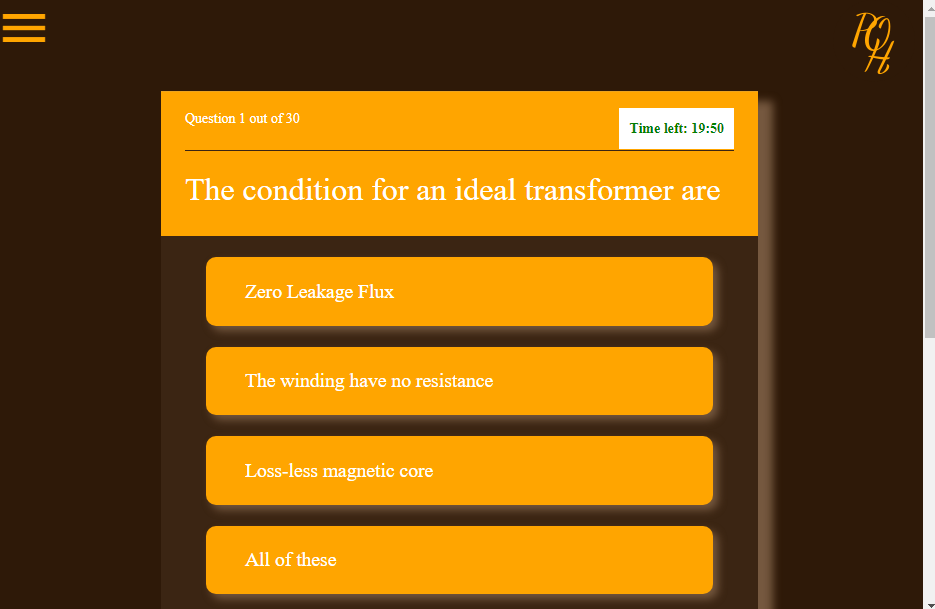 PQH
Question 1 out of 30
Time left: 19:50
The condition for an ideal transformer are
Zero Leakage Flux
The winding have no resistance
Loss-less magnetic core
All of these